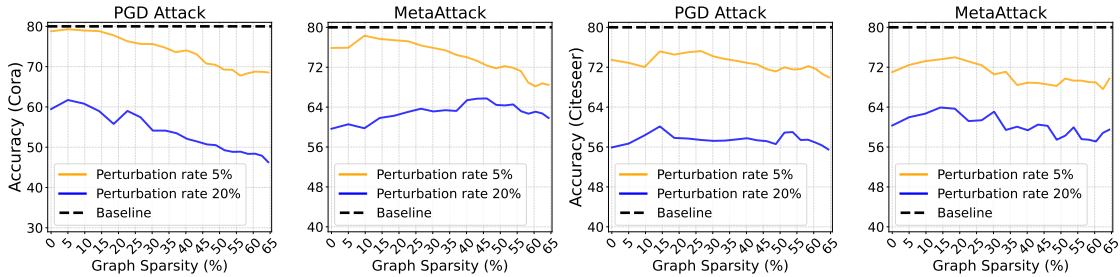 PGD Attack
Accuracy (Cora)
80
70
60
50
40
30
Perturbation rate 5%
Perturbation rate 20%
Baseline
0 5 10 15 20 25 30 35 40 45 50 55 60 65
Graph Sparsity (%)
MetaAttack
80
72
64
56
48
40
Perturbation rate 5%
Perturbation rate 20%
Baseline
0 5 10 15 20 25 30 35 40 45 50 55 60 65
Graph Sparsity (%)
PGD Attack
Accuracy (Citeseer)
80
72
64
56
48
40
Perturbation rate 5%
Perturbation rate 20%
Baseline
0 5 10 15 20 25 30 35 40 45 50 55 60 65
Graph Sparsity (%)
MetaAttack
80
72
64
56
48
40
Perturbation rate 5%
Perturbation rate 20%
Baseline
0 5 10 15 20 25 30 35 40 45 50 55 60 65
Graph Sparsity (%)